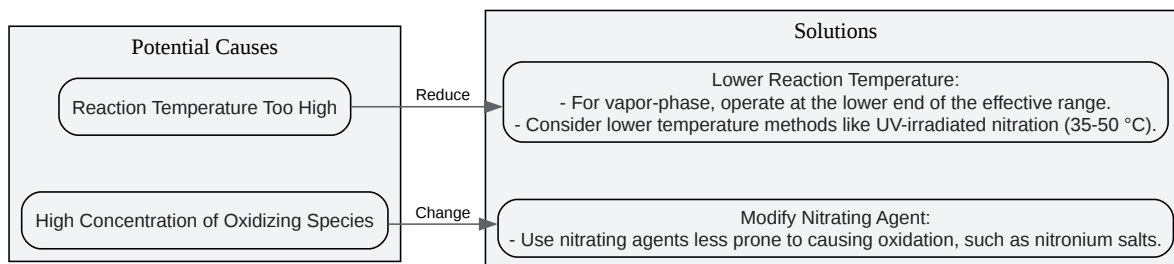 Potential Causes
Reaction Temperature Too High
High Concentration of Oxidizing Species
Reduce
Change
Solutions
Lower Reaction Temperature:
- For vapor-phase, operate at the lower end of the effective range.
- Consider lower temperature methods like UV-irradiated nitration (35-50 °C).
Modify Nitrating Agent:
- Use nitrating agents less prone to causing oxidation, such as nitronium salts.